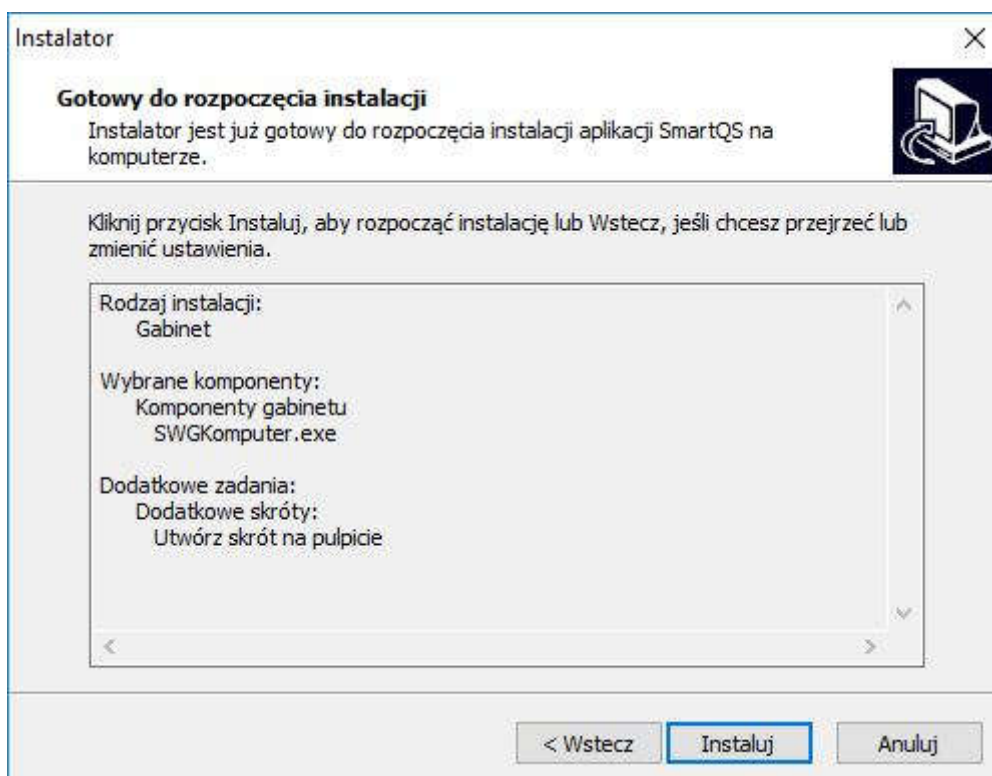 Instalator
Gotowy do rozpoczęcia instalacji
Instalator jest już gotowy do rozpoczęcia instalacji aplikacji SmartQS na
komputerze.
Kliknij przycisk Instaluj, aby rozpocząć instalację lub Wstecz, jeśli chcesz przejrzeć lub
zmienić ustawienia.
Rodzaj instalacji:
Gabinet
Wybrane komponenty:
Komponenty gabinetu
SWGKomputer.exe
Dodatkowe zadania:
Dodatkowe skróty:
Utwórz skrót na pulpicie
< Wstecz Instaluj Anuluj